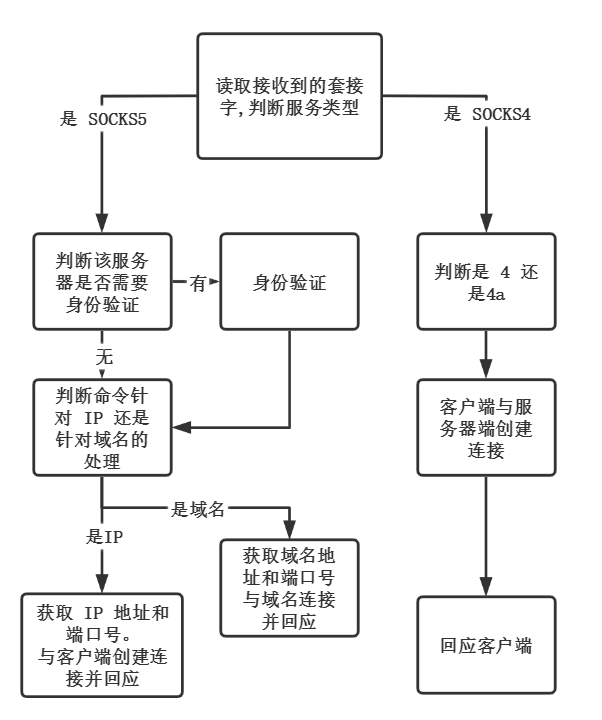 读取接收到的套接
字,判断服务类型
是 SOCKS5
是 SOCKS4
判断该服务
器是否需要
身份验证
有
身份验证
判断是 4 还
是4a
无
判断命令针
对 IP 还是
针对域名的
处理
客户端与服
务器端创建
连接
是域名
是IP
获取域名地
址和端口号
与域名连接
并回应
获取 IP 地址和
端口号。
与客户端创建连
接并回应
回应客户端